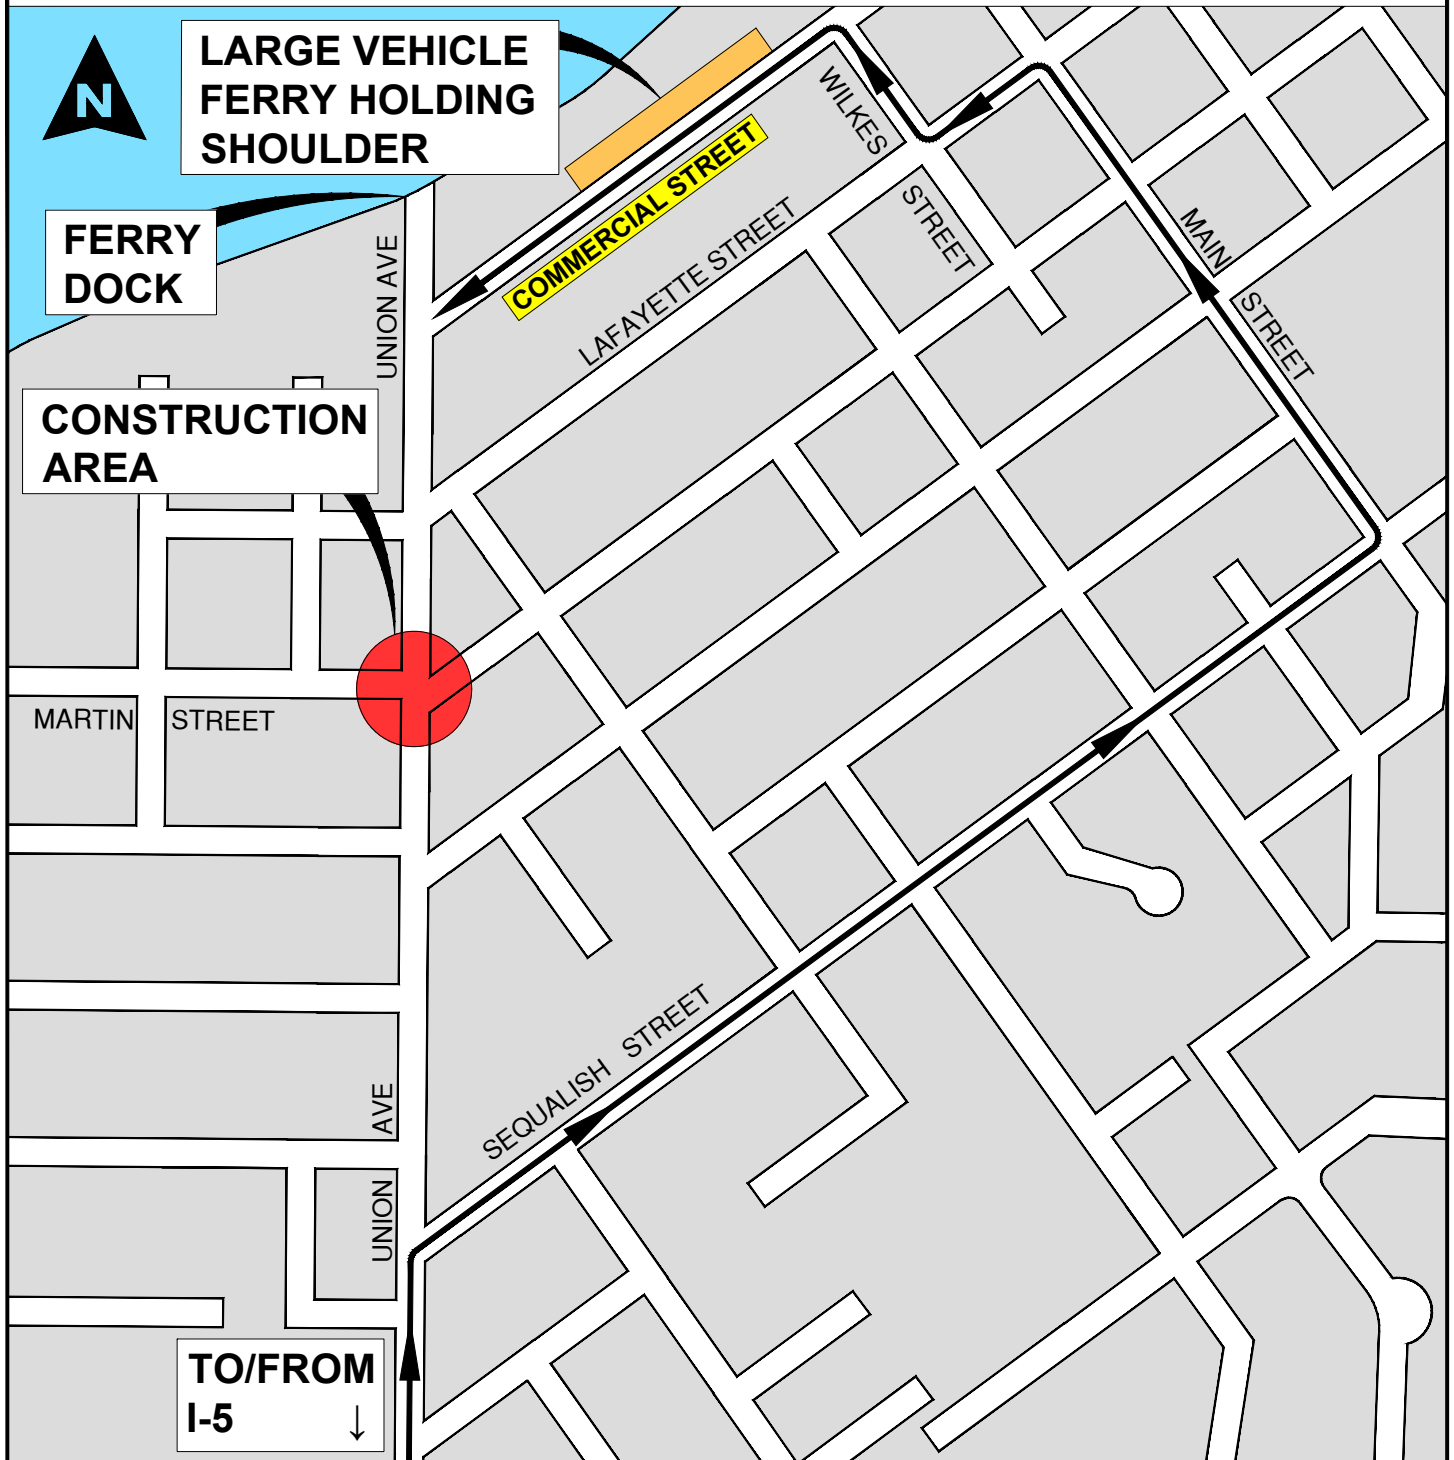 N
LARGE VEHICLE
FERRY HOLDING
SHOULDER
FERRY
DOCK
UNION AVE
COMMERCIAL STREET
LAFAYETTE STREET
WILKES
STREET
MAIN
STREET
CONSTRUCTION
AREA
MARTIN STREET
SEQUALISH STREET
UNION AVE
TO/FROM
I-5 ↓